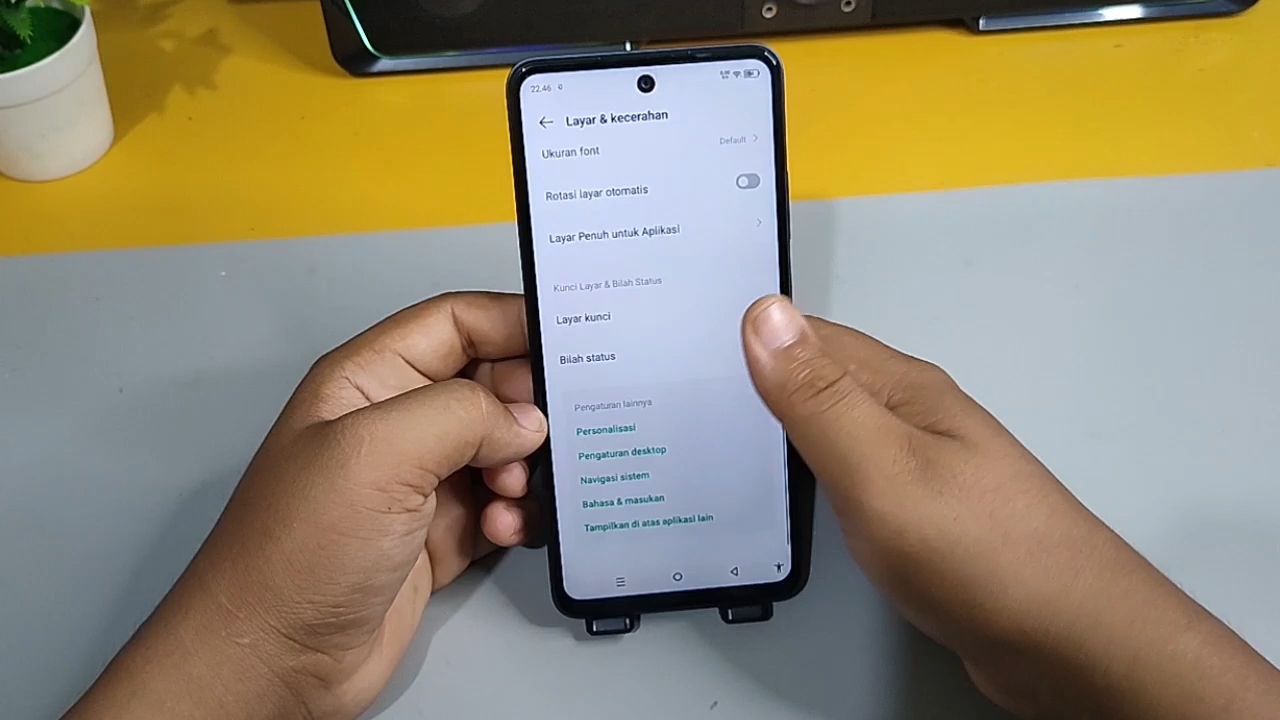 22.46
Layar & kecerahan
Ukuran font
Default
Rotasi layar otomatis
Layar Penuh untuk Aplikasi
Kunci Layar & Bilah Status
Layar kunci
Bilah status
Pengaturan lainnya
Personalisasi
Pengaturan desktop
Navigasi sistem
Bahasa & masukan
Tampilkan di atas aplikasi lain